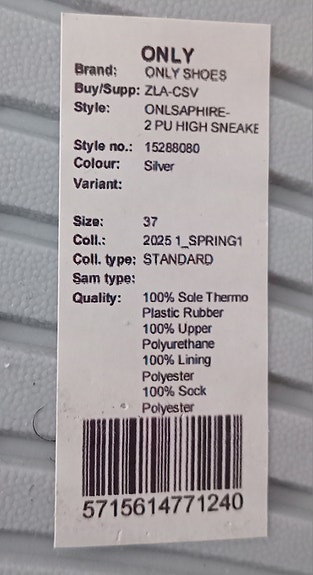 ONLY
Brand: ONLY SHOES
Buy/Supp: ZLA-CSV
Style: ONLSAPHIRE-
2 PU HIGH SNEAKE
Style no.: 15288080
Colour: Silver
Variant:
Size: 37
Coll.: 2025 1_SPRING1
Coll. type: STANDARD
Sam type:
Quality: 100% Sole Thermo
Plastic Rubber
100% Upper
Polyurethane
100% Lining
Polyester
100% Sock
Polyester
5715614771240